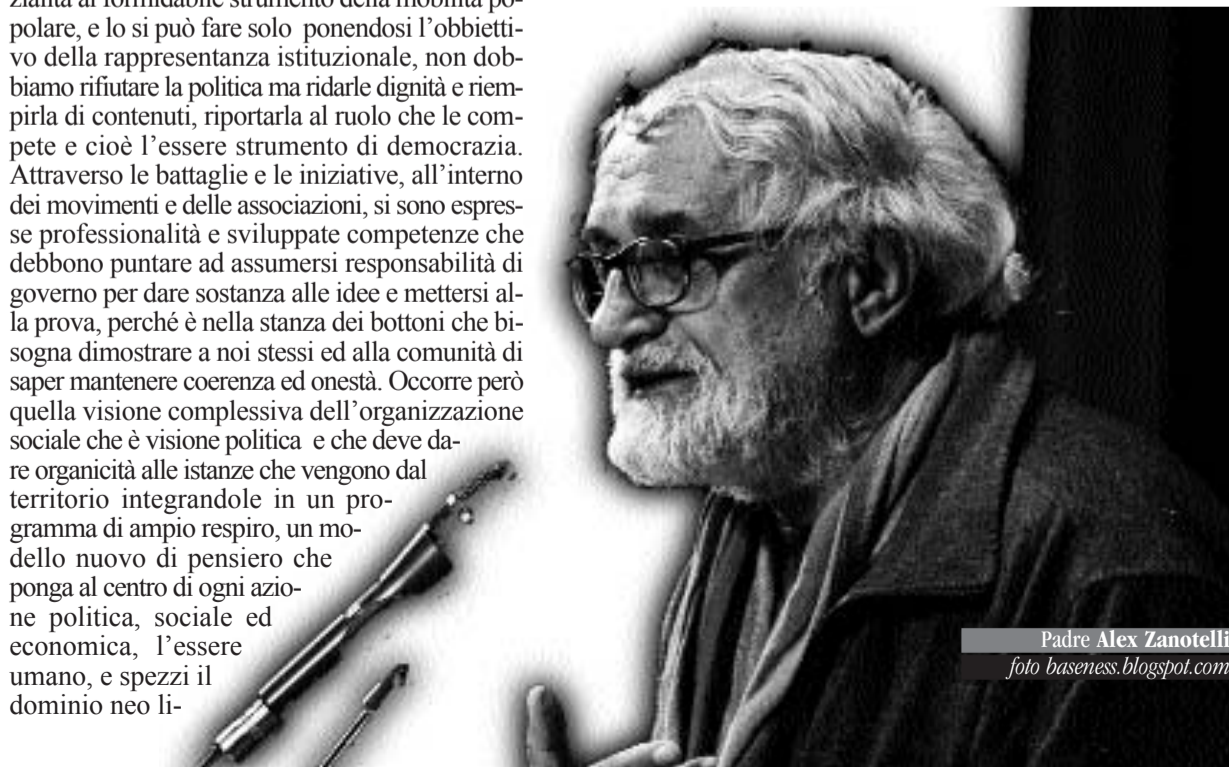 zialità al formidabile strumento della mobilità po-
polare, e lo si può fare solo ponendosi l’obbietti-
vo della rappresentanza istituzionale, non dob-
biamo rifiutare la politica ma ridarle dignità e riem-
pirla di contenuti, riportarla al ruolo che le com-
pete e cioè l’essere strumento di democrazia.
Attraverso le battaglie e le iniziative, all’interno
dei movimenti e delle associazioni, si sono espres-
se professionalità e sviluppate competenze che
debbono puntare ad assumersi responsabilità di
governo per dare sostanza alle idee e mettersi al-
la prova, perché è nella stanza dei bottoni che bi-
sogna dimostrare a noi stessi ed alla comunità di
saper mantenere coerenza ed onestà. Occorre però
quella visione complessiva dell’organizzazione
sociale che è visione politica e che deve da-
re organicità alle istanze che vengono dal
territorio integrandole in un pro-
gramma di ampio respiro, un mo-
dello nuovo di pensiero che
ponga al centro di ogni azio-
ne politica, sociale ed
economica, l’essere
umano, e spezzi il
dominio neo li-
Padre Alex Zanotelli
foto baseness.blogspot.com